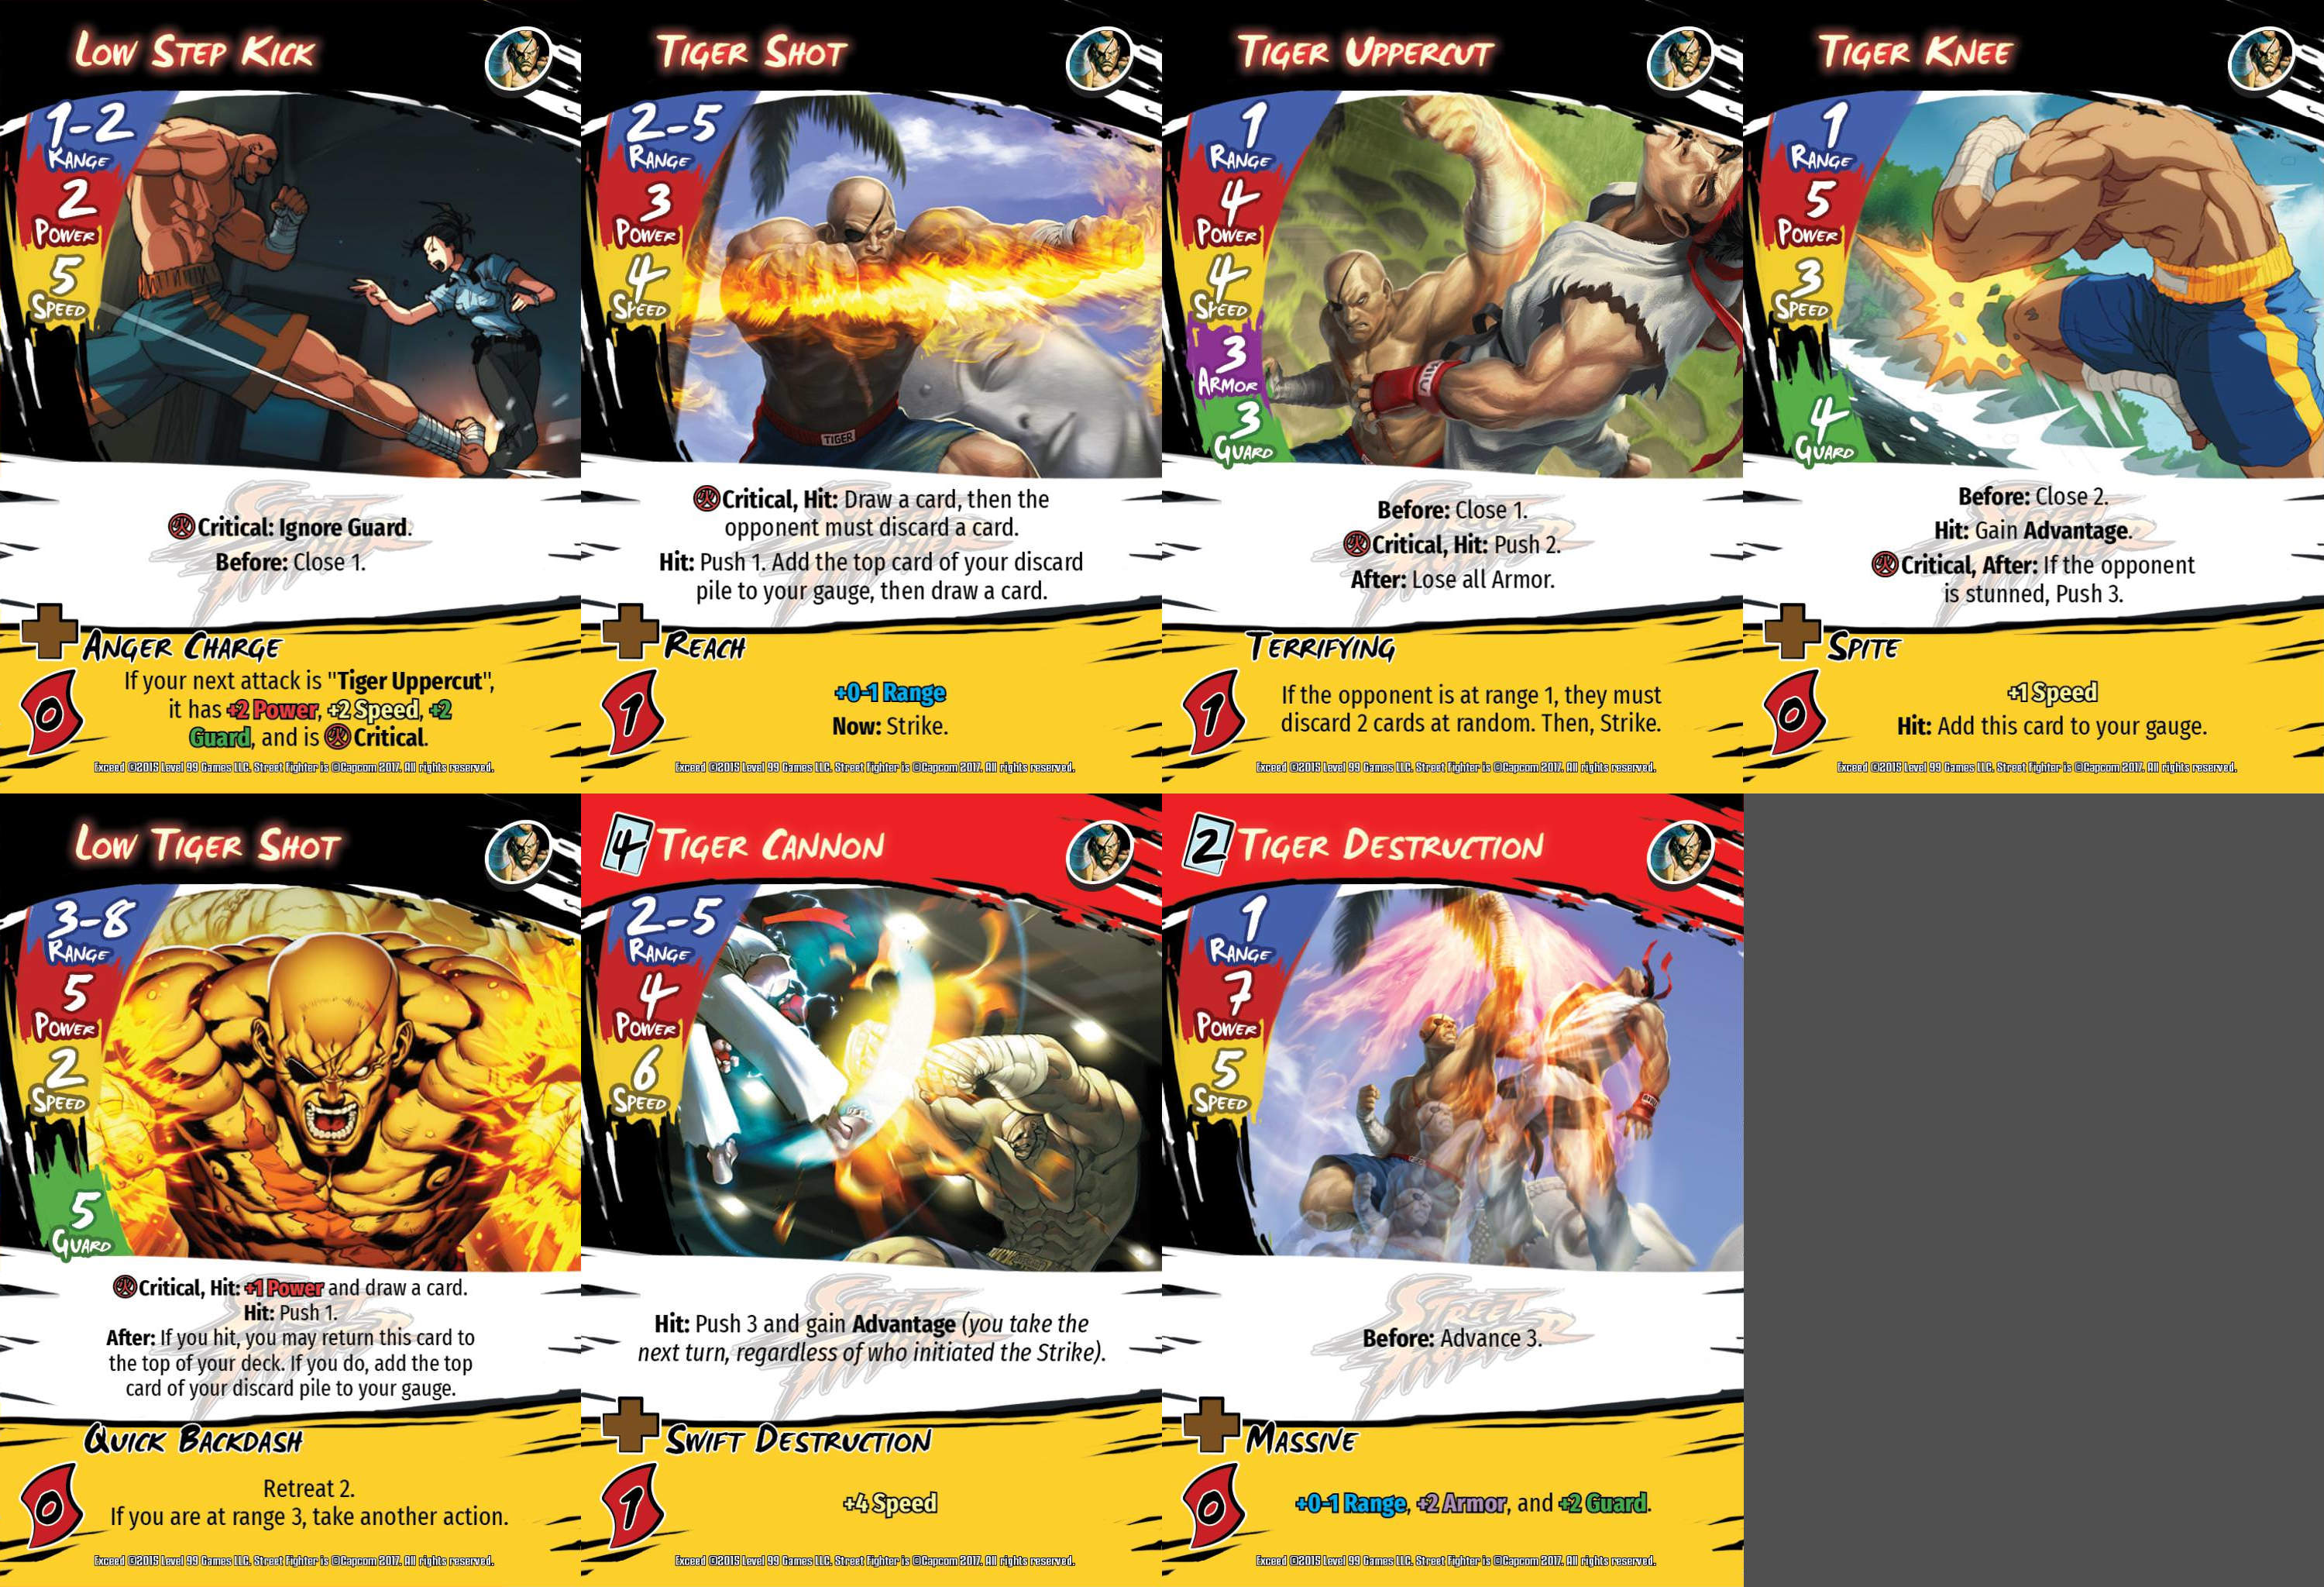 LOW STEP KICK
1-2
RANGE
2
POWER
5
SPEED
Critical: Ignore Guard.
Before: Close 1.
ANGER CHARGE
0
If your next attack is "Tiger Uppercut",
it has +2 Power, +2 Speed, +2
Guard, and is Critical.
Exceed ©2015 Level 99 Games LLC. Street Fighter is ©Capcom 2017. All rights reserved.
TIGER SHOT
2-5
RANGE
3
POWER
4
SPEED
TIGER
Critical, Hit: Draw a card, then the
opponent must discard a card.
Hit: Push 1. Add the top card of your discard
pile to your gauge, then draw a card.
REACH
1
+0-1 Range
Now: Strike.
Exceed ©2015 Level 99 Games LLC. Street Fighter is ©Capcom 2017. All rights reserved.
TIGER UPPERCUT
1
RANGE
4
POWER
4
SPEED
3
ARMOR
3
GUARD
Before: Close 1.
Critical, Hit: Push 2.
After: Lose all Armor.
TERRIFYING
1
If the opponent is at range 1, they must
discard 2 cards at random. Then, Strike.
Exceed ©2015 Level 99 Games LLC. Street Fighter is ©Capcom 2017. All rights reserved.
TIGER KNEE
1
RANGE
5
POWER
3
SPEED
4
GUARD
Before: Close 2.
Hit: Gain Advantage.
Critical, After: If the opponent
is stunned, Push 3.
SPITE
0
+1 Speed
Hit: Add this card to your gauge.
Exceed ©2015 Level 99 Games LLC. Street Fighter is ©Capcom 2017. All rights reserved.
LOW TIGER SHOT
3-8
RANGE
5
POWER
2
SPEED
5
GUARD
Critical, Hit: +1 Power and draw a card.
Hit: Push 1.
After: If you hit, you may return this card to
the top of your deck. If you do, add the top
card of your discard pile to your gauge.
QUICK BACKDASH
0
Retreat 2.
If you are at range 3, take another action.
Exceed ©2015 Level 99 Games LLC. Street Fighter is ©Capcom 2017. All rights reserved.
4 TIGER CANNON
2-5
RANGE
4
POWER
6
SPEED
Hit: Push 3 and gain Advantage (you take the
next turn, regardless of who initiated the Strike).
SWIFT DESTRUCTION
1
+4 Speed
Exceed ©2015 Level 99 Games LLC. Street Fighter is ©Capcom 2017. All rights reserved.
2 TIGER DESTRUCTION
1
RANGE
7
POWER
5
SPEED
Before: Advance 3.
MASSIVE
0
+0-1 Range, +2 Armor, and +2 Guard.
Exceed ©2015 Level 99 Games LLC. Street Fighter is ©Capcom 2017. All rights reserved.